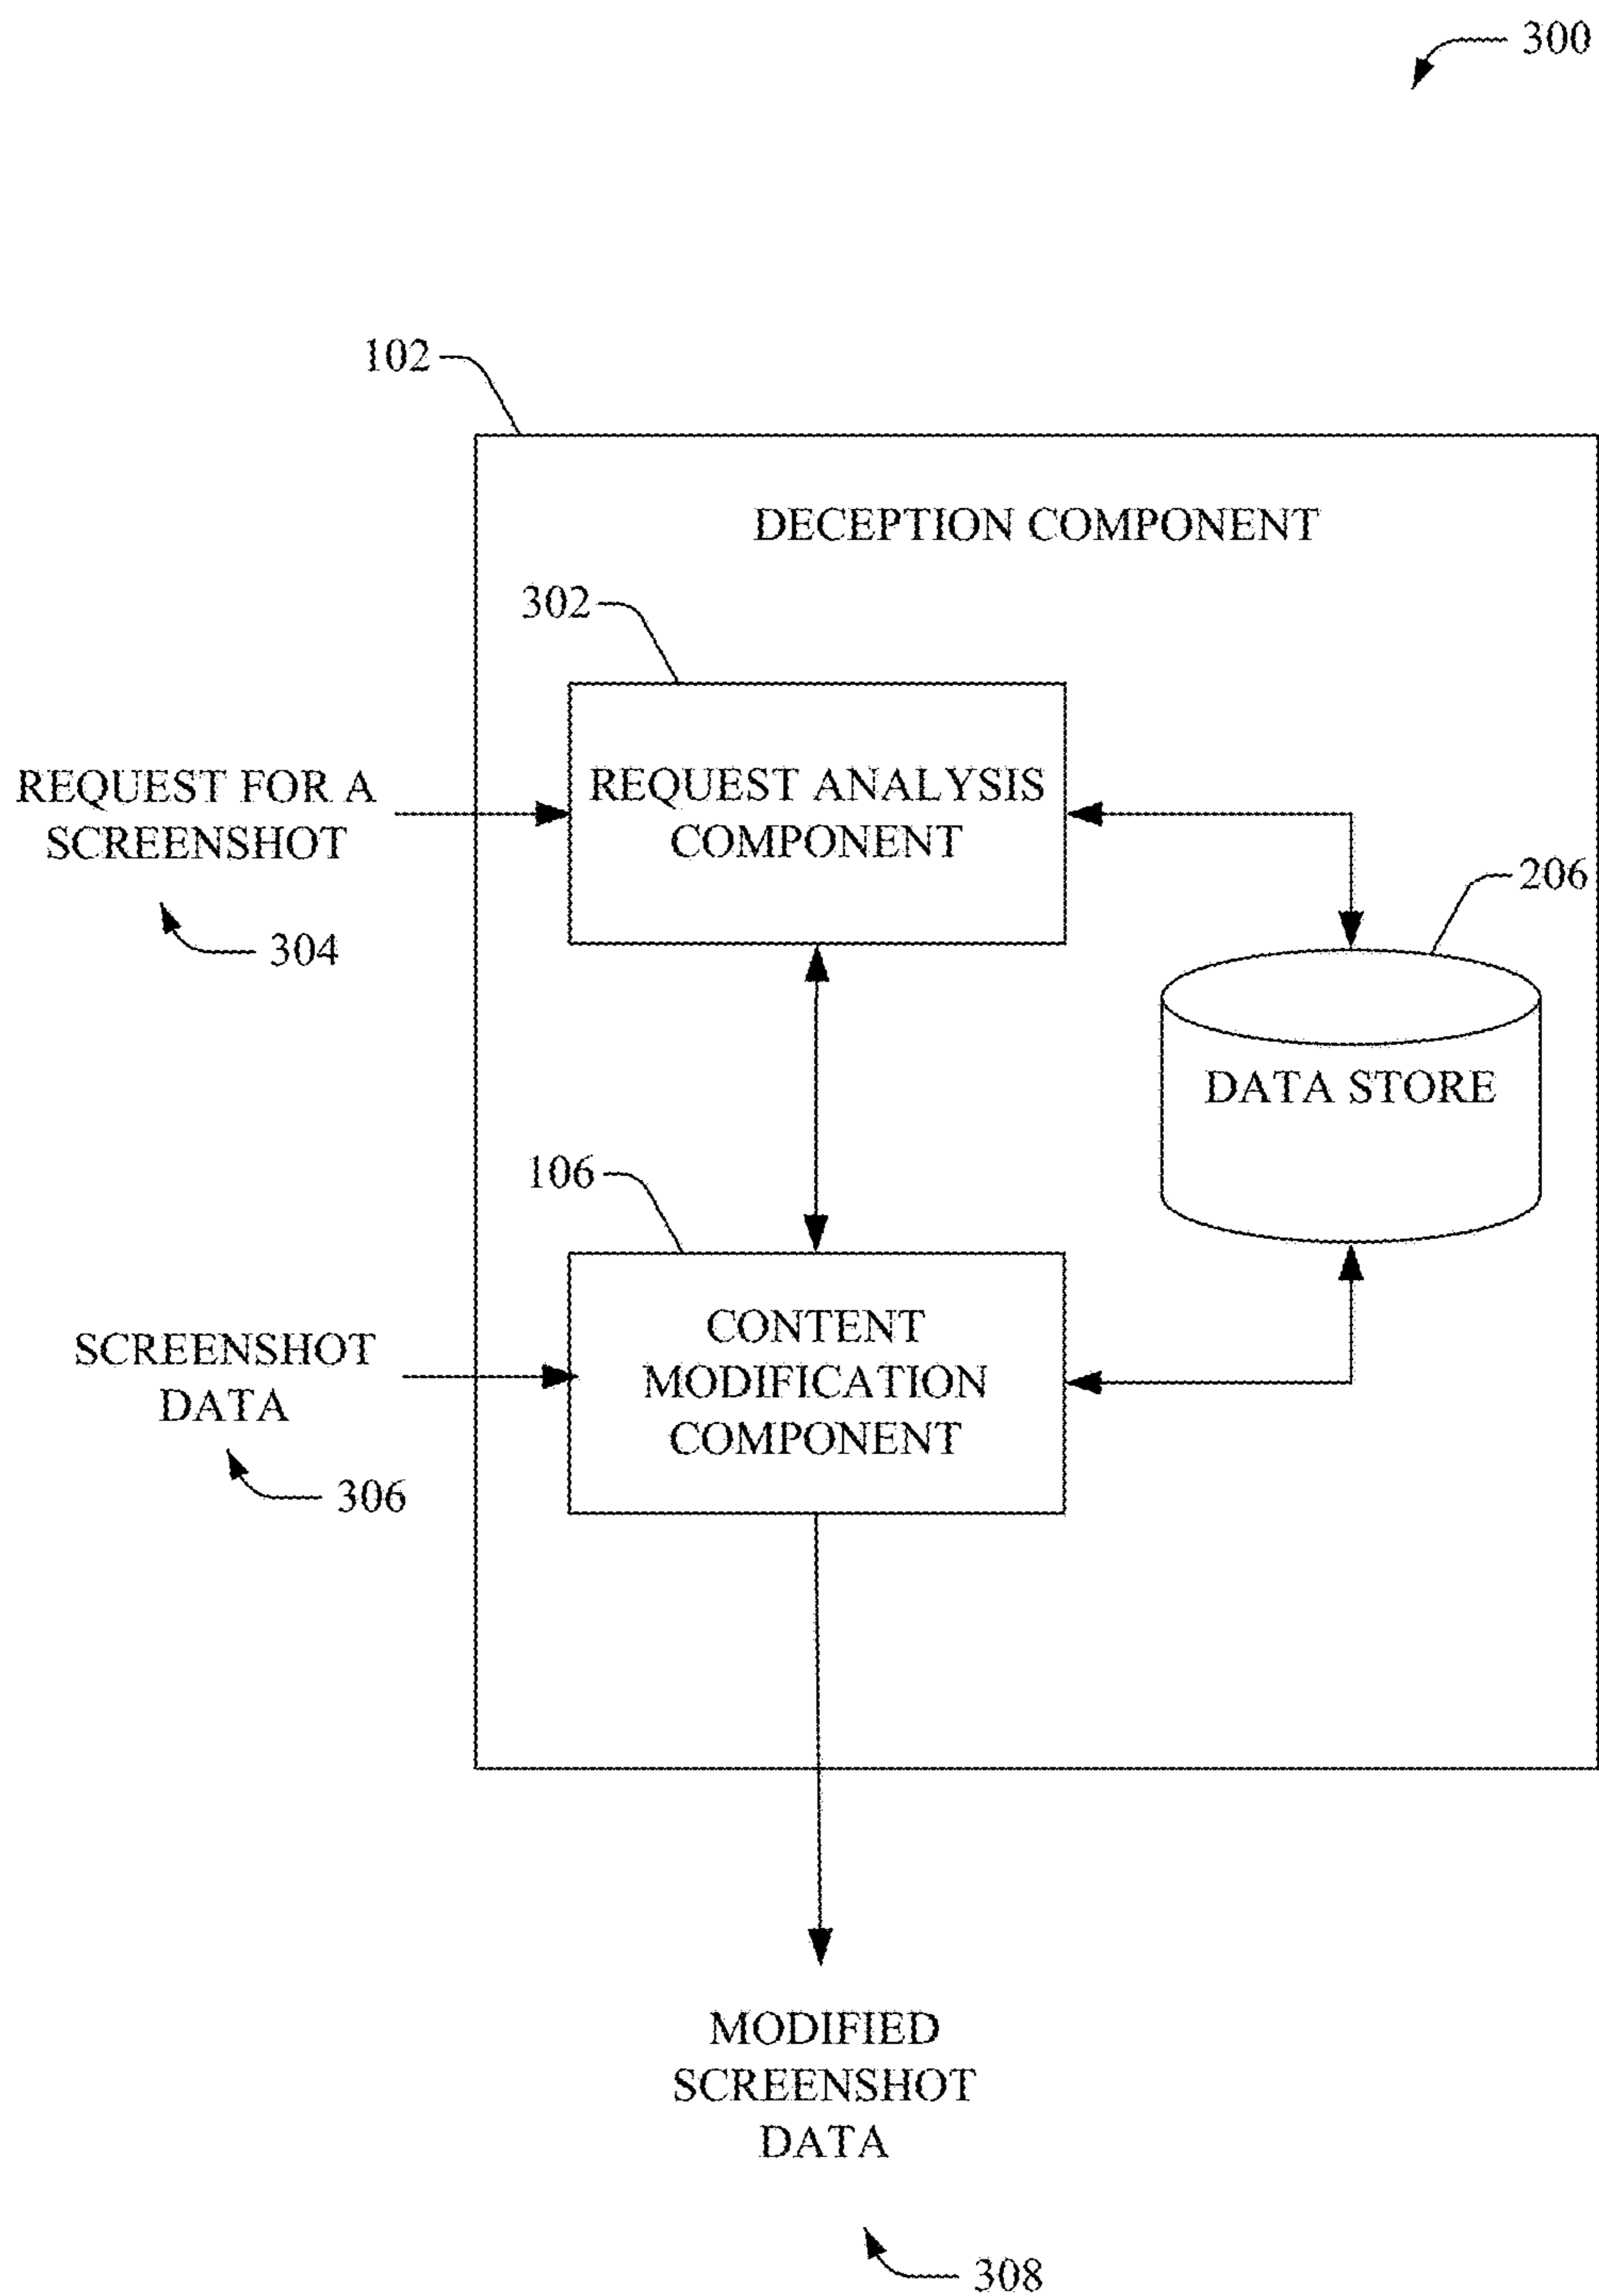 300
102
DECEPTION COMPONENT
302
REQUEST FOR A
SCREENSHOT
304
REQUEST ANALYSIS
COMPONENT
206
DATA STORE
106
SCREENSHOT
DATA
306
CONTENT
MODIFICATION
COMPONENT
MODIFIED
SCREENSHOT
DATA
308